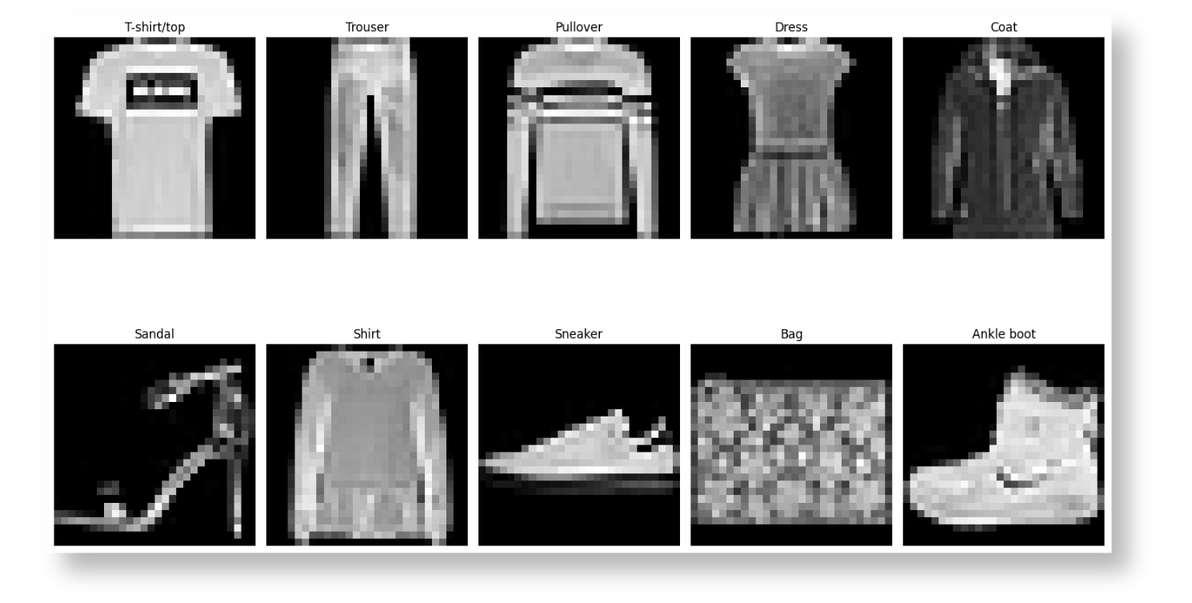 T-shirt/top Trouser Pullover Dress Coat
Sandal Shirt Sneaker Bag Ankle boot